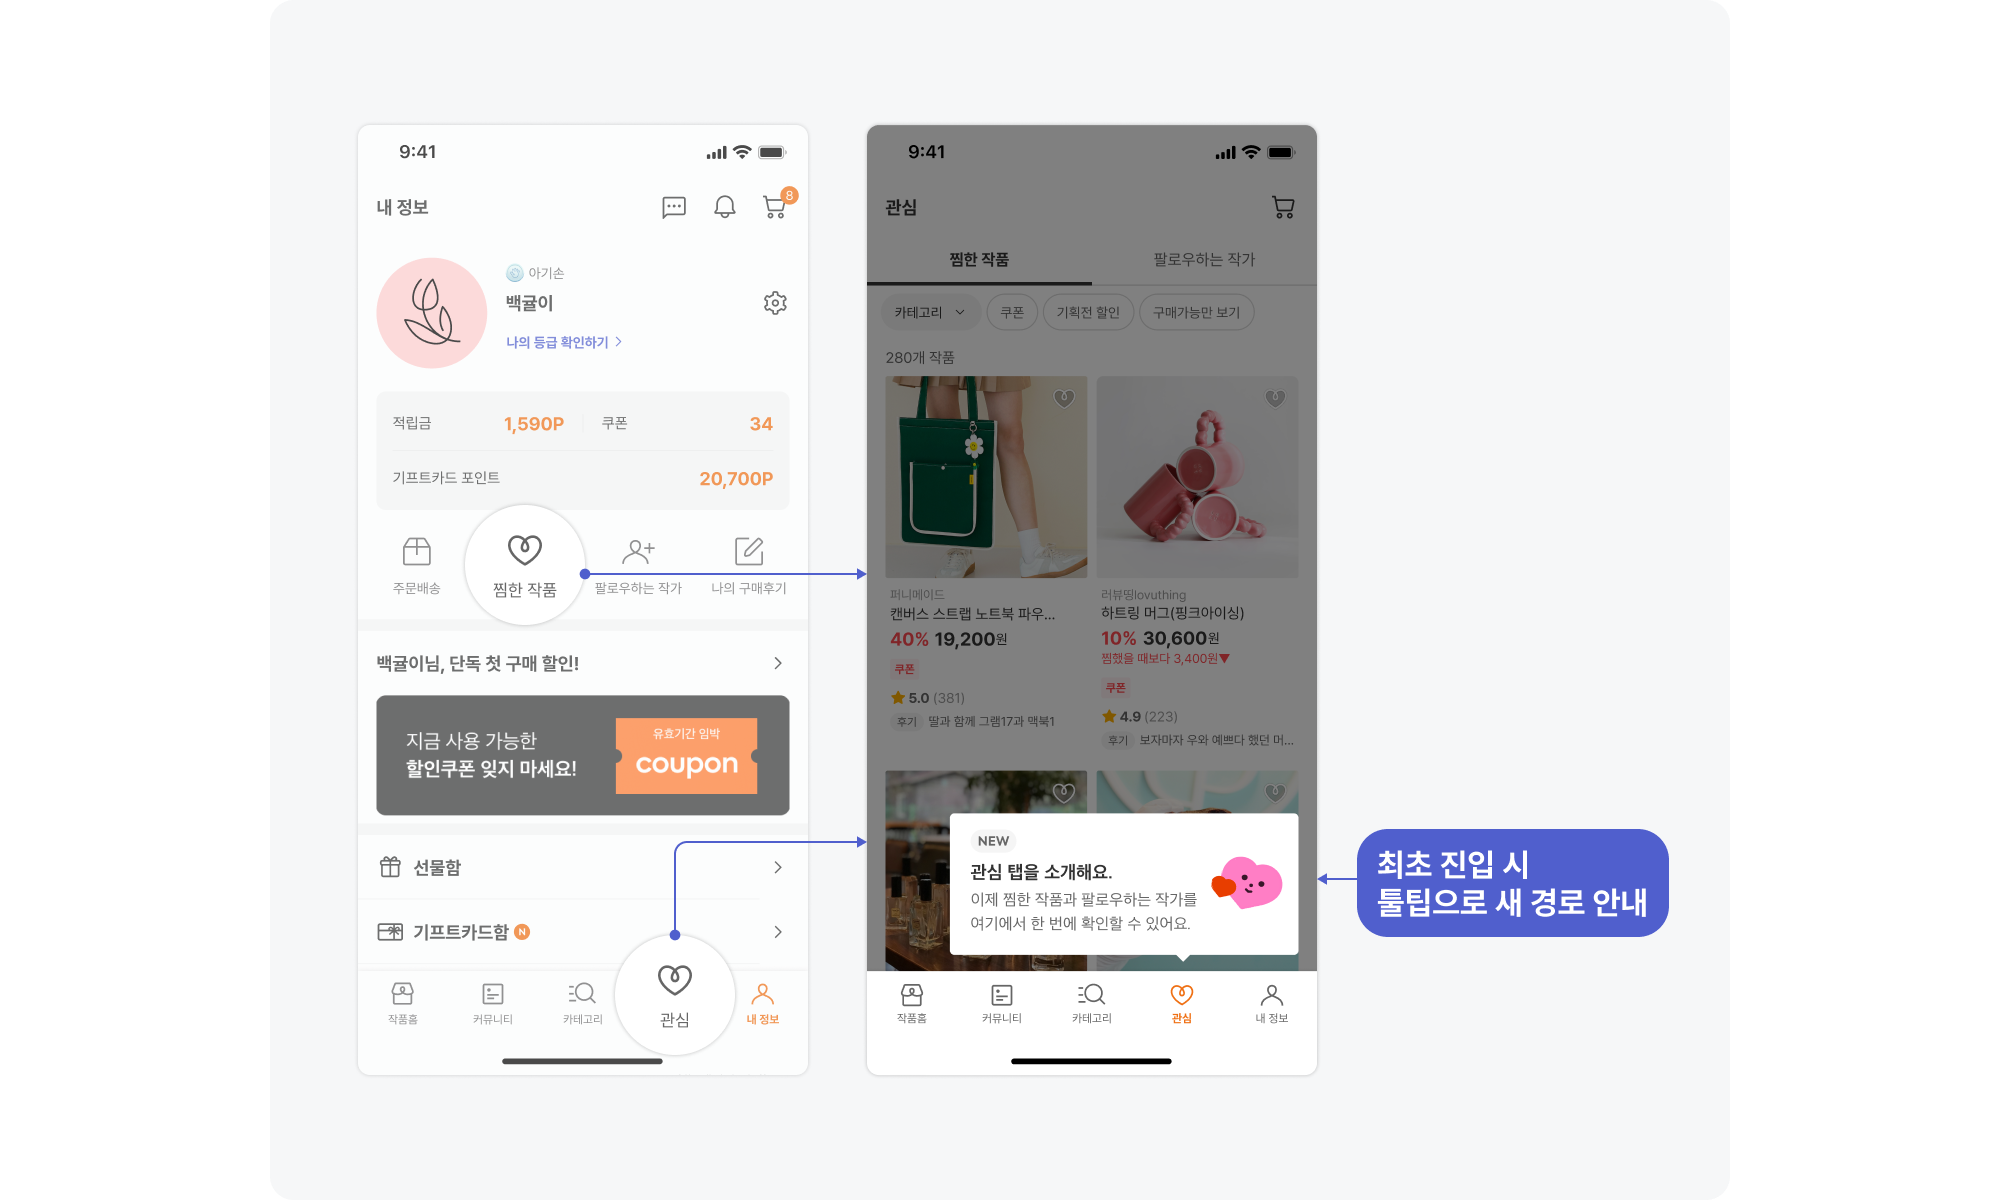 9:41
내 정보
8
아기손
백귤이
나의 등급 확인하기
적립금
1,590P
쿠폰
34
기프트카드 포인트
20,700P
주문배송
찜한 작품
팔로우하는 작가
나의 구매후기
백귤이님, 단독 첫 구매 할인!
지금 사용 가능한
할인쿠폰 잊지 마세요!
유효기간 임박
coupon
선물함
기프트카드함
N
작품홈
커뮤니티
카테고리
관심
내 정보
9:41
관심
찜한 작품
팔로우하는 작가
카테고리
쿠폰
기획전 할인
구매가능만 보기
280개 작품
퍼니메이드
캔버스 스트랩 노트북 파우...
40% 19,200원
쿠폰
5.0 (381)
후기 딸과 함께 그램17과 맥북1
러뷰띵lovuthing
하트링 머그(핑크아이싱)
10% 30,600원
찜했을 때보다 3,400원▼
쿠폰
4.9 (223)
후기 보자마자 우와 예쁘다 했던 머...
NEW
관심 탭을 소개해요.
이제 찜한 작품과 팔로우하는 작가를
여기에서 한 번에 확인할 수 있어요.
작품홈
커뮤니티
카테고리
관심
내 정보
최초 진입 시
툴팁으로 새 경로 안내